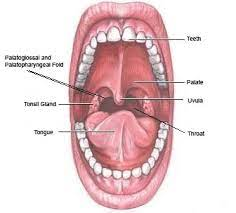 Teeth
Palatoglossal and
Palatopharyngeal Fold
Palate
Tonsil Gland
Uvula
Tongue
Throat